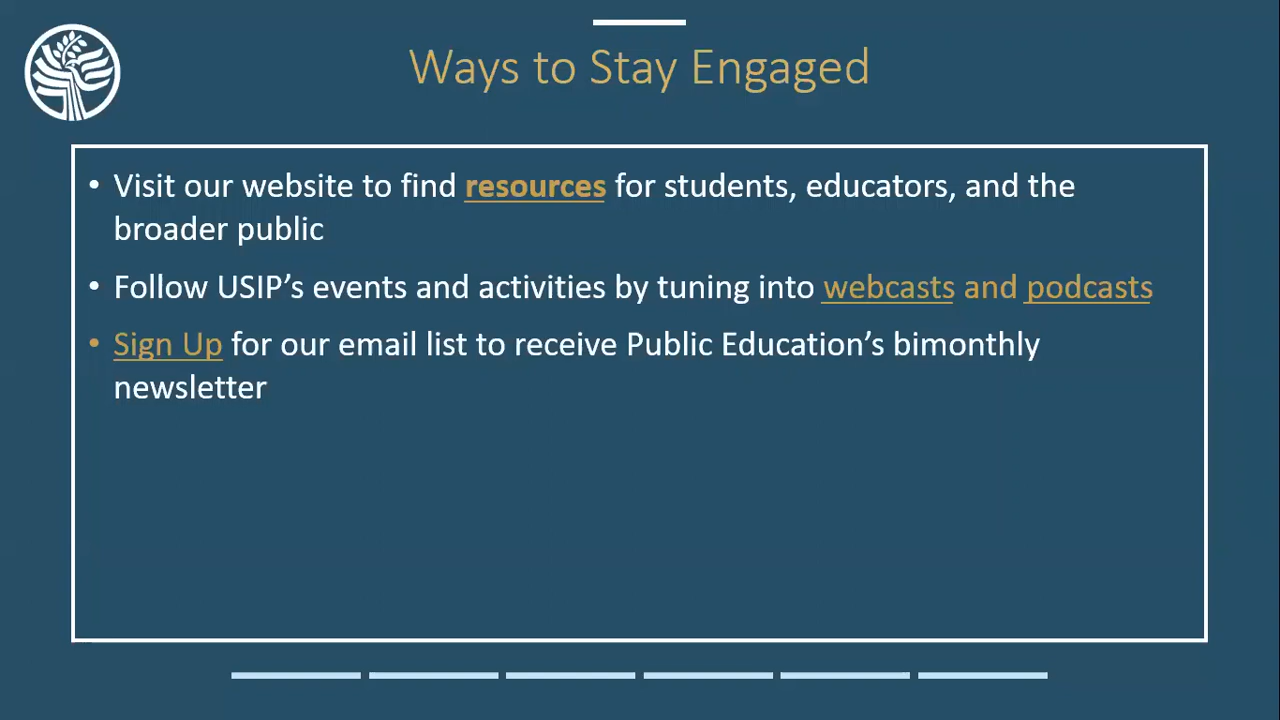 Ways to Stay Engaged
• Visit our website to find resources for students, educators, and the
broader public
• Follow USIP’s events and activities by tuning into webcasts and podcasts
• Sign Up for our email list to receive Public Education’s bimonthly
newsletter